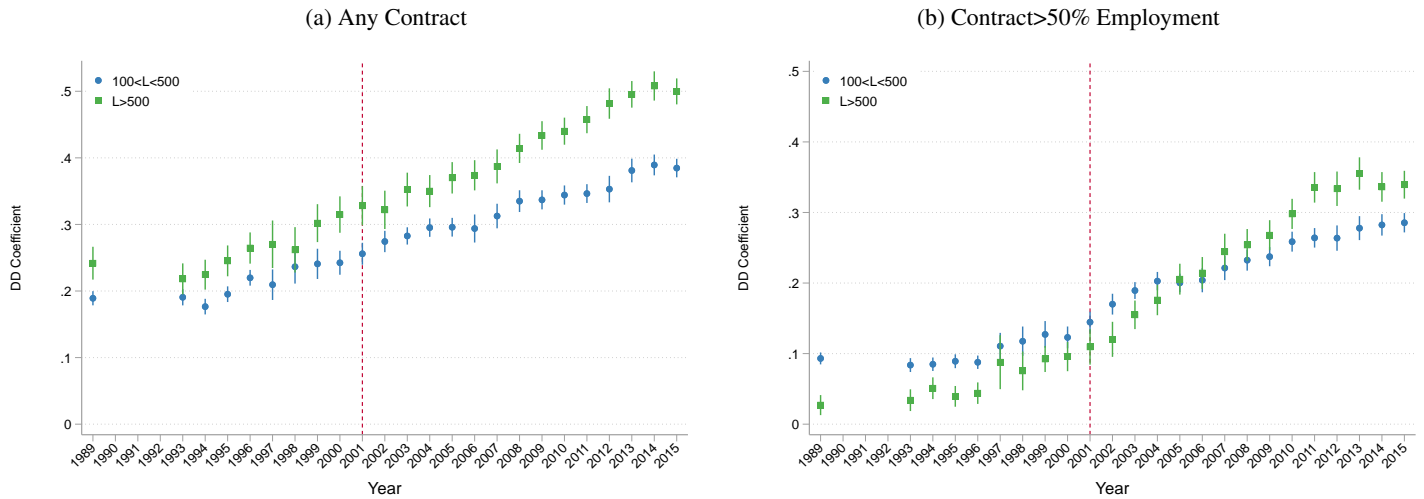 (a) Any Contract
100<L<500
L>500
.5
.4
.3
.2
.1
0
DD Coefficient
1989 1990 1991 1992 1993 1994 1995 1996 1997 1998 1999 2000 2001 2002 2003 2004 2005 2006 2007 2008 2009 2010 2011 2012 2013 2014 2015
Year
(b) Contract>50% Employment
100<L<500
L>500
.5
.4
.3
.2
.1
0
DD Coefficient
1989 1990 1991 1992 1993 1994 1995 1996 1997 1998 1999 2000 2001 2002 2003 2004 2005 2006 2007 2008 2009 2010 2011 2012 2013 2014 2015
Year